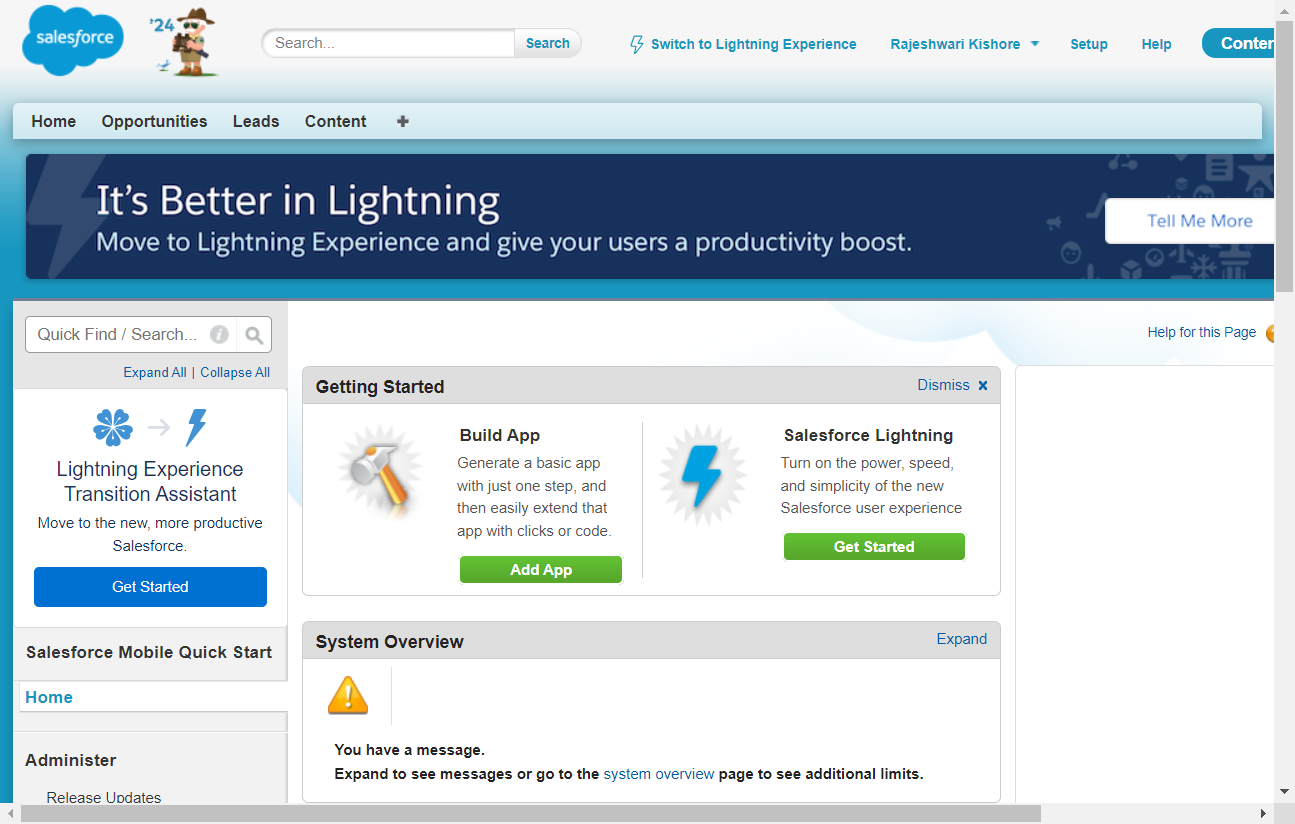 salesforce
'24
Search...
Search
Switch to Lightning Experience
Rajeshwari Kishore
Setup
Help
Conter
Home
Opportunities
Leads
Content
It's Better in Lightning
Move to Lightning Experience and give your users a productivity boost.
Tell Me More
Quick Find / Search...
Expand All | Collapse All
Lightning Experience
Transition Assistant
Move to the new, more productive
Salesforce.
Get Started
Salesforce Mobile Quick Start
Home
Administer
Release Updates
Help for this Page
Getting Started
Dismiss
Build App
Generate a basic app
with just one step, and
then easily extend that
app with clicks or code.
Add App
Salesforce Lightning
Turn on the power, speed,
and simplicity of the new
Salesforce user experience
Get Started
System Overview
Expand
You have a message.
Expand to see messages or go to the system overview page to see additional limits.